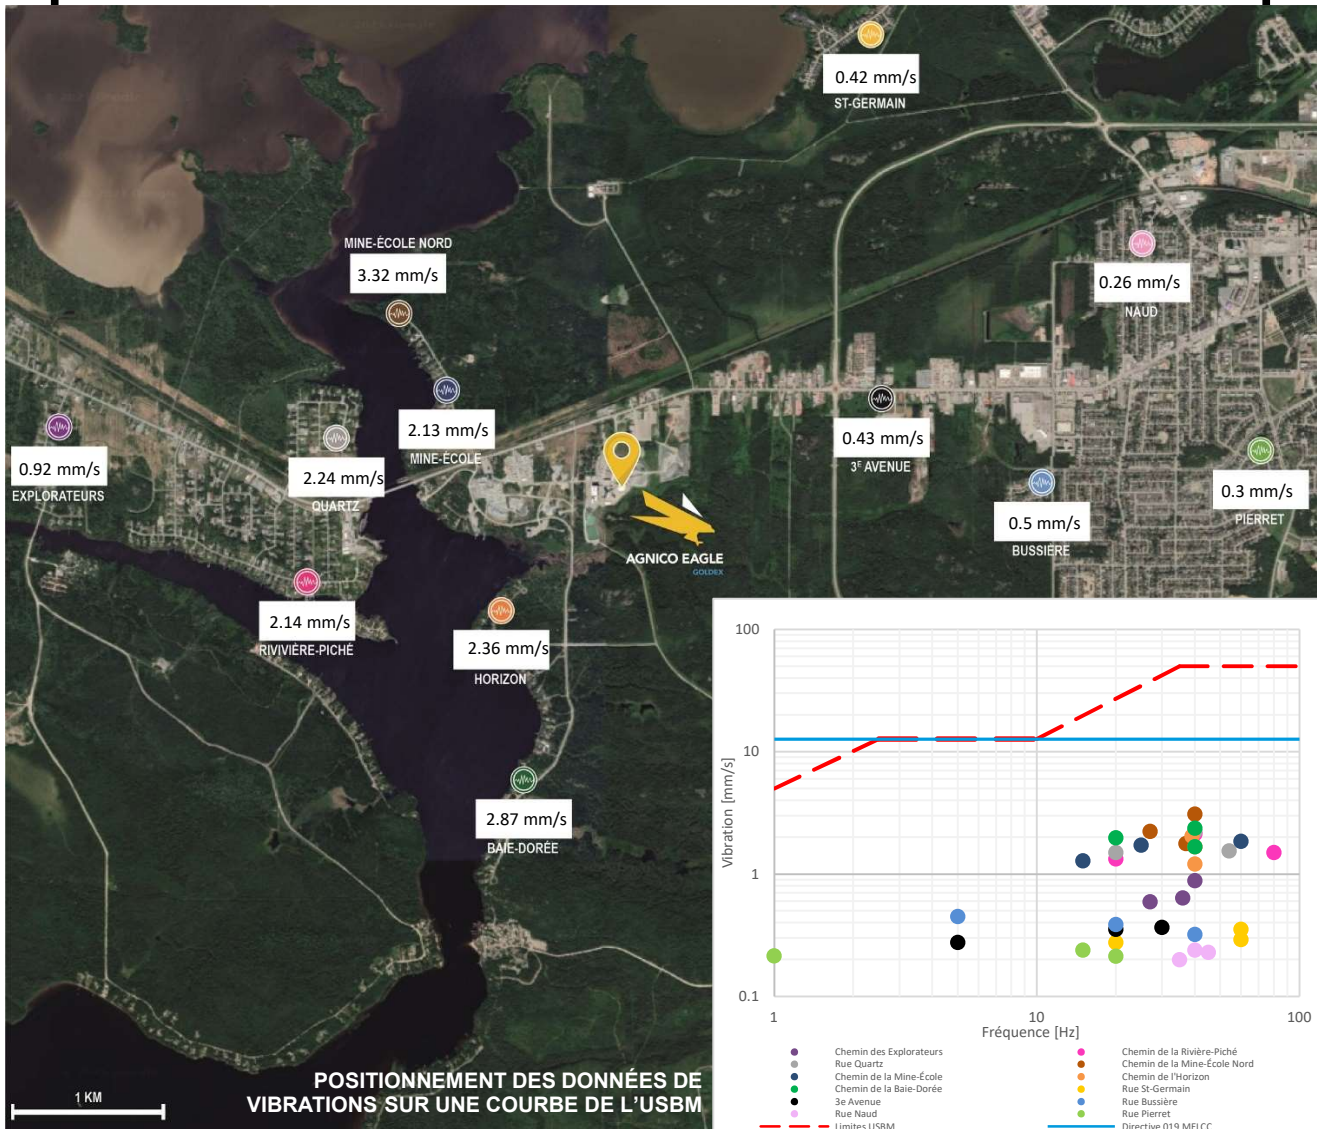 0.42 mm/s
ST-GERMAIN
MINE-ÉCOLE NORD
3.32 mm/s
0.26 mm/s
NAUD
2.13 mm/s
MINE-ÉCOLE
0.43 mm/s
3E AVENUE
0.92 mm/s
EXPLORATEURS
2.24 mm/s
QUARTZ
0.3 mm/s
PIERRET
0.5 mm/s
BUSSIÈRE
AGNICO EAGLE
GOLDEX
2.14 mm/s
RIVIVIÈRE-PICHÉ
2.36 mm/s
HORIZON
2.87 mm/s
BAIE-DORÉE
100
10
1
0.1
Vibration [mm/s]
1
10
100
Fréquence [Hz]
Chemin des Explorateurs
Chemin de la Rivière-Piché
Rue Quartz
Chemin de la Mine-École Nord
Chemin de la Mine-École
Chemin de l'Horizon
Chemin de la Baie-Dorée
Rue St-Germain
3e Avenue
Rue Bussière
Rue Naud
Rue Pierret
Limites USBM
Directive 019 MELCC
POSITIONNEMENT DES DONNÉES DE
VIBRATIONS SUR UNE COURBE DE L'USBM
1 KM